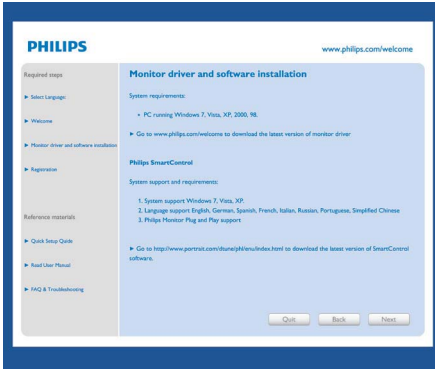 PHILIPS
www.philips.com/welcome
Required steps
Select Language:
Welcome
Monitor driver and software installation
Registration
Reference materials
Quick Setup Quide
Read User Manual
FAQ & Troubleshooting
Monitor driver and software installation
System requirements:
PC running Windows 7, Vista, XP, 2000, 98.
Go to www.philips.com/welcome to download the latest version of monitor driver
Philips SmartControl
System support and requirements:
1. System support Windows 7, Vista, XP.
2. Language support English, German, Spanish, French, Italian, Russian, Portuguese, Simplified Chinese
3. Philips Monitor Plug and Play support
Go to http://www.portrait.com/dtune/phl/enu/index.html to download the latest version of SmartControl
software.
Quit
Back
Next